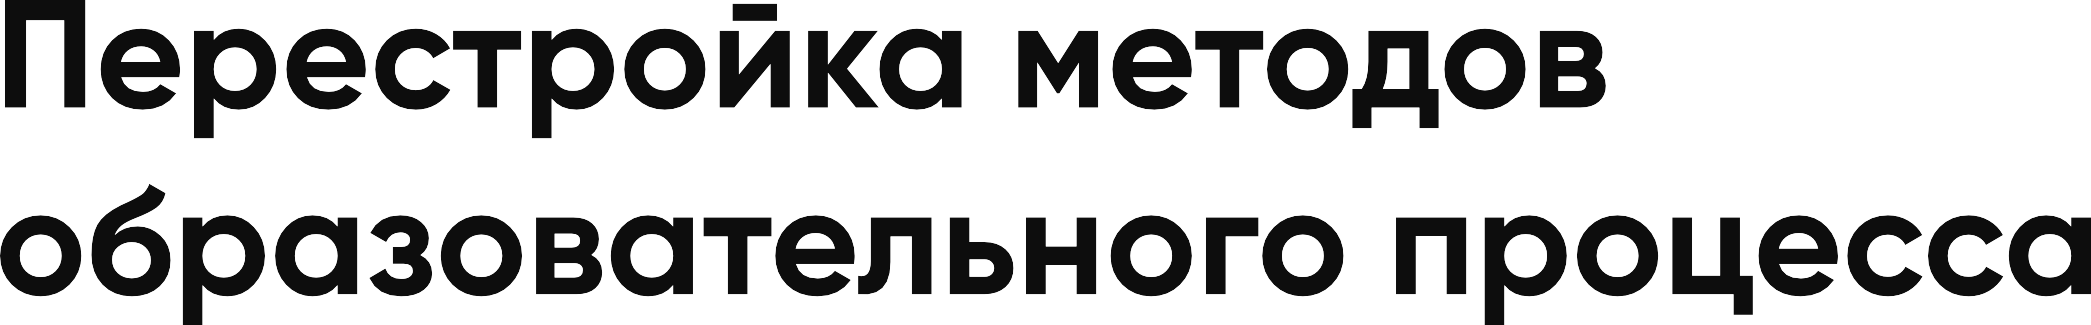 Перестройка методов
образовательного процесса